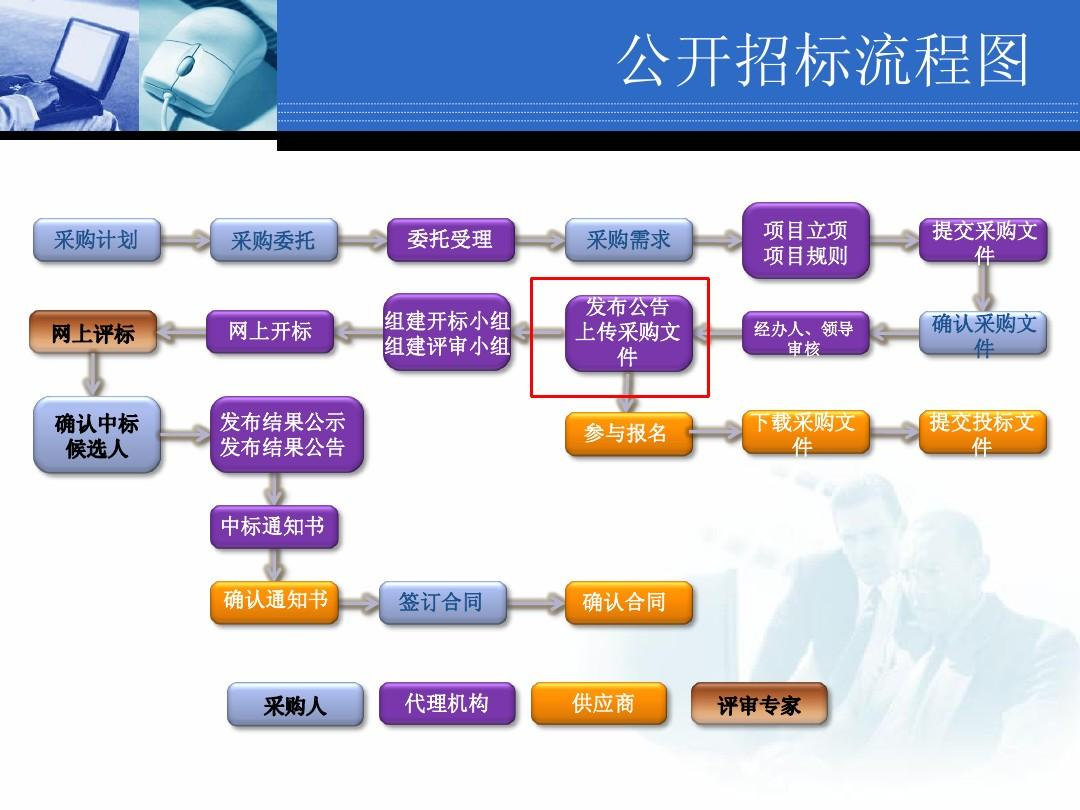 公开招标流程图
采购计划
采购委托
委托受理
采购需求
项目立项
项目规则
提交采购文
件
网上评标
网上开标
组建开标小组
组建评审小组
发布公告
上传采购文
件
经办人、领导
审核
确认采购文
件
确认中标
候选人
发布结果公示
发布结果公告
参与报名
下载采购文
件
提交投标文
件
中标通知书
确认通知书
签订合同
确认合同
采购人
代理机构
供应商
评审专家